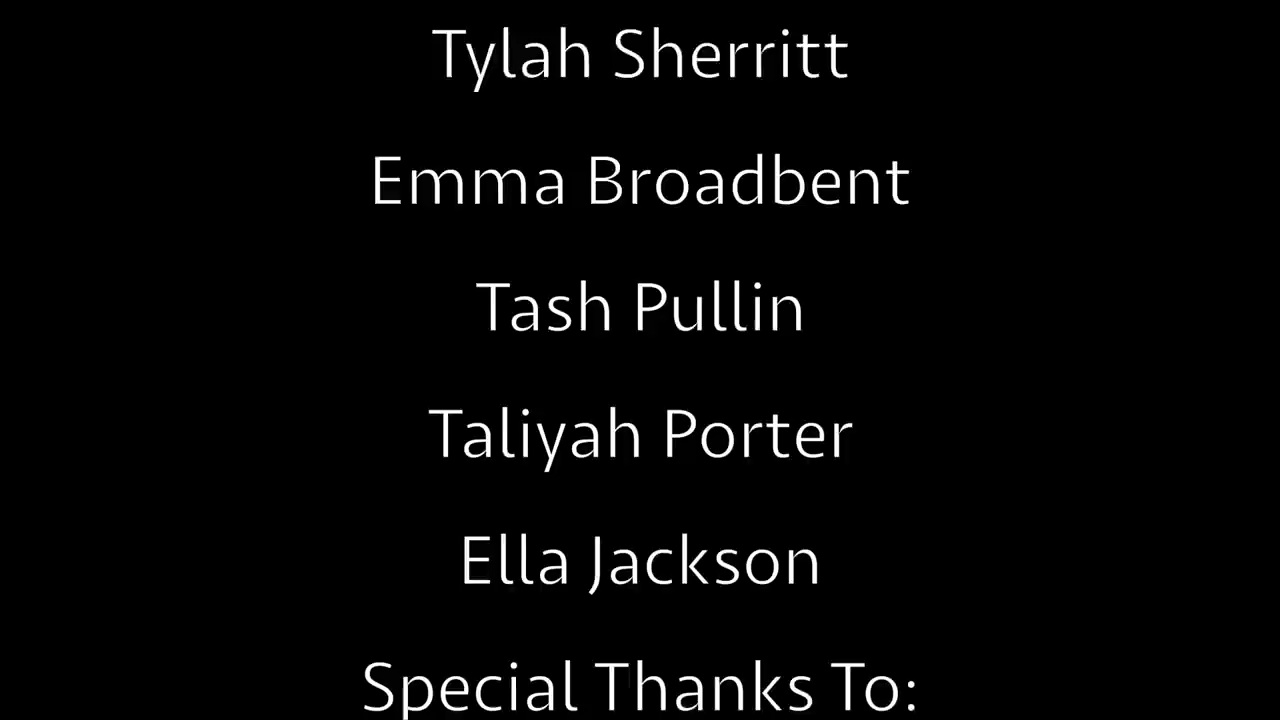 Tylah Sherritt
Emma Broadbent
Tash Pullin
Taliyah Porter
Ella Jackson
Special Thanks To: